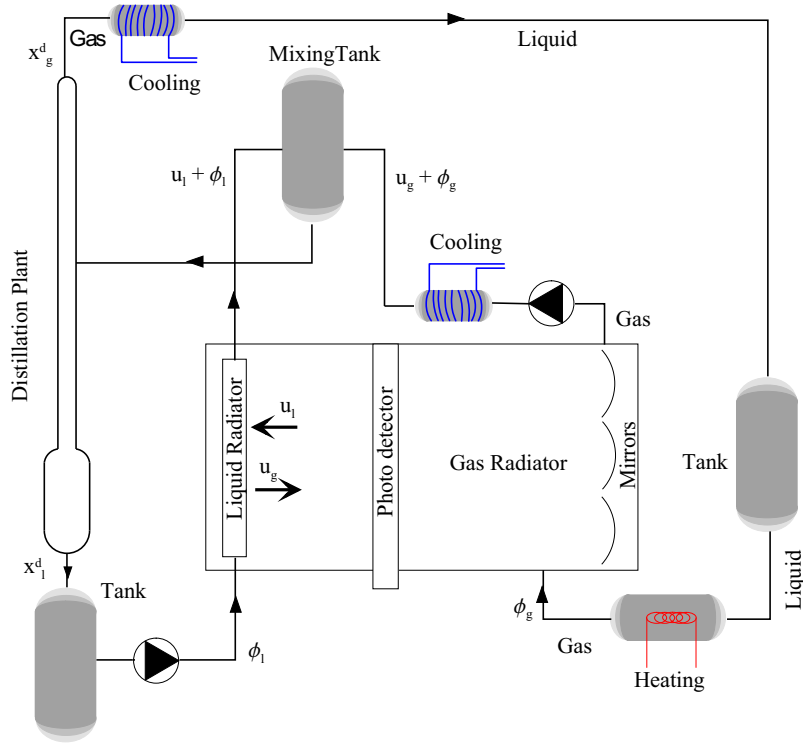 x^d_g
Gas
Liquid
Cooling
MixingTank
u_l + ϕ_l
u_g + ϕ_g
Cooling
Distillation Plant
Gas
Liquid Radiator
u_l
u_g
Photo detector
Gas Radiator
Mirrors
Tank
x^d_l
Tank
ϕ_l
ϕ_g
Gas
Liquid
Heating